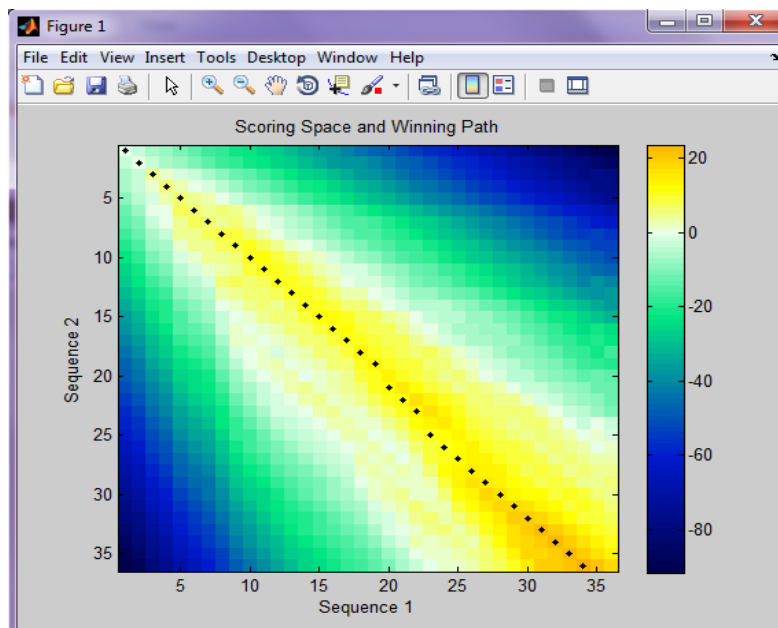 Figure 1
File Edit View Insert Tools Desktop Window Help
Scoring Space and Winning Path
5
10
15
20
25
30
35
Sequence 2
5 10 15 20 25 30 35
Sequence 1
20
0
-20
-40
-60
-80